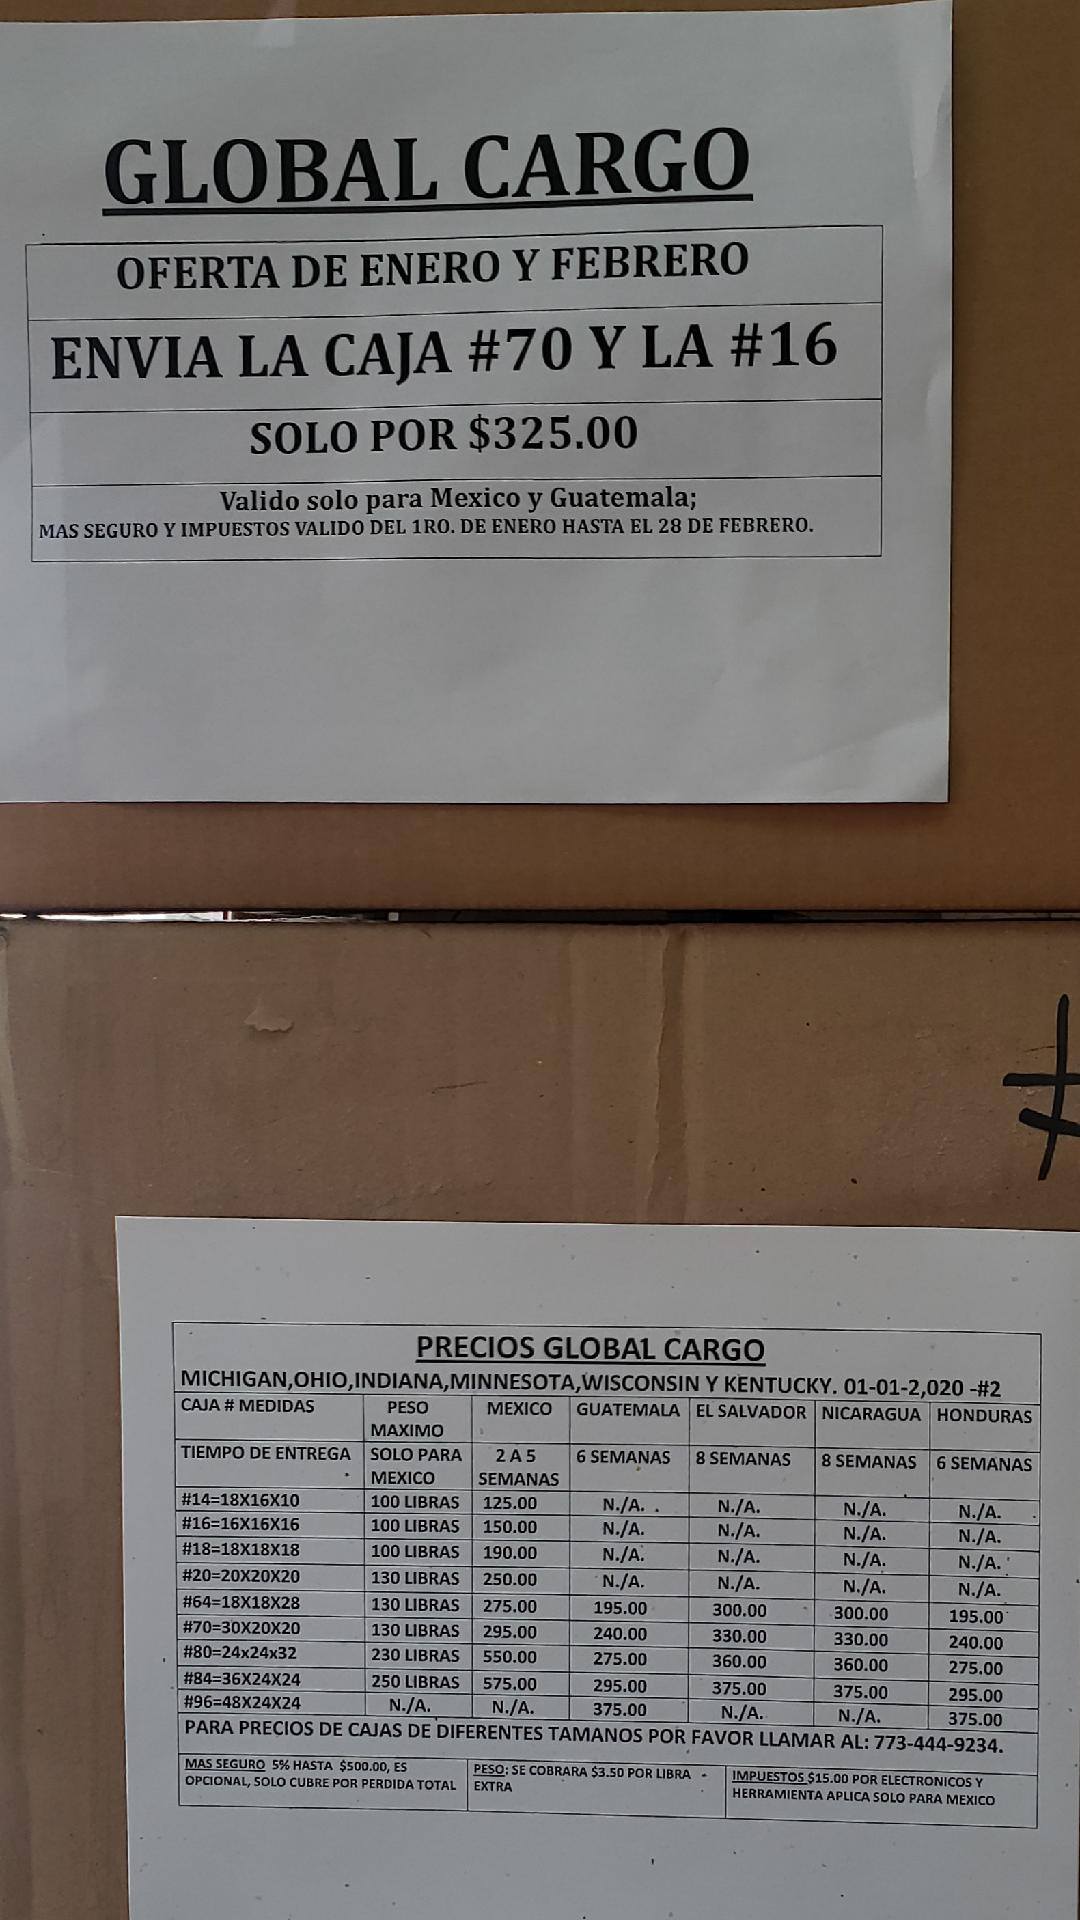 GLOBAL CARGO
OFERTA DE ENERO Y FEBRERO
ENVIA LA CAJA #70 Y LA #16
SOLO POR $325.00
Valido solo para Mexico y Guatemala;
MAS SEGURO Y IMPUESTOS VALIDO DEL 1RO. DE ENERO HASTA EL 28 DE FEBRERO.
#
PRECIOS GLOBAL CARGO
MICHIGAN,OHIO,INDIANA,MINNESOTA,WISCONSIN Y KENTUCKY. 01-01-2,020 -#2
CAJA # MEDIDAS PESO MAXIMO MEXICO GUATEMALA EL SALVADOR NICARAGUA HONDURAS
TIEMPO DE ENTREGA SOLO PARA MEXICO 2 A 5 SEMANAS 6 SEMANAS 8 SEMANAS 8 SEMANAS 6 SEMANAS
#14=18X16X10 100 LIBRAS 125.00 N./A. N./A. N./A. N./A.
#16=16X16X16 100 LIBRAS 150.00 N./A. N./A. N./A. N./A.
#18=18X18X18 100 LIBRAS 190.00 N./A. N./A. N./A. N./A.
#20=20X20X20 130 LIBRAS 250.00 N./A. N./A. N./A. N./A.
#64=18X18X28 130 LIBRAS 275.00 195.00 300.00 300.00 195.00
#70=30X20X20 130 LIBRAS 295.00 240.00 330.00 330.00 240.00
#80=24x24x32 230 LIBRAS 550.00 275.00 360.00 360.00 275.00
#84=36X24X24 250 LIBRAS 575.00 295.00 375.00 375.00 295.00
#96=48X24X24 N./A. N./A. 375.00 N./A. N./A. 375.00
PARA PRECIOS DE CAJAS DE DIFERENTES TAMANOS POR FAVOR LLAMAR AL: 773-444-9234.
MAS SEGURO 5% HASTA $500.00, ES
OPCIONAL, SOLO CUBRE POR PERDIDA TOTAL
PESO: SE COBRARA $3.50 POR LIBRA
EXTRA
IMPUESTOS $15.00 POR ELECTRONICOS Y
HERRAMIENTA APLICA SOLO PARA MEXICO